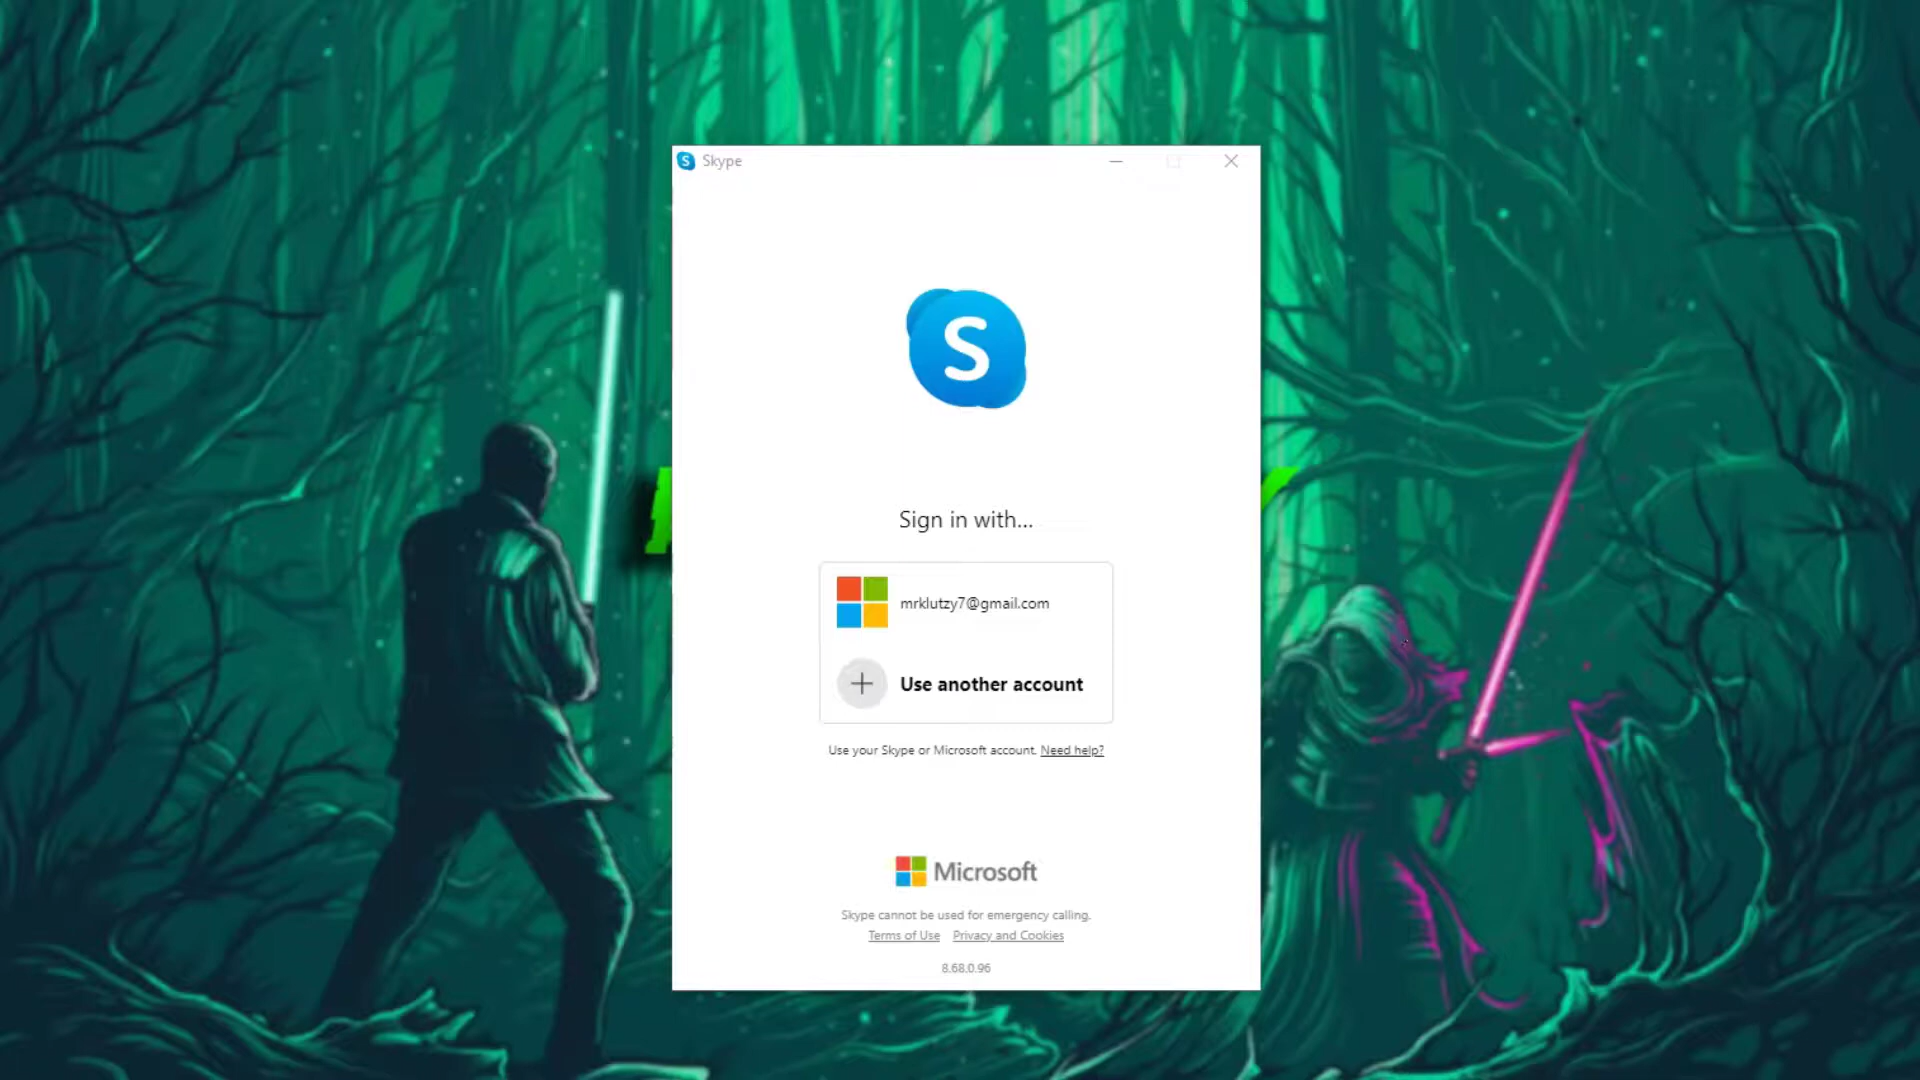 Skype
S
Sign in with...
mrklutzy7@gmail.com
Use another account
Use your Skype or Microsoft account. Need help?
Microsoft
Skype cannot be used for emergency calling.
Terms of Use Privacy and Cookies
8.68.0.96